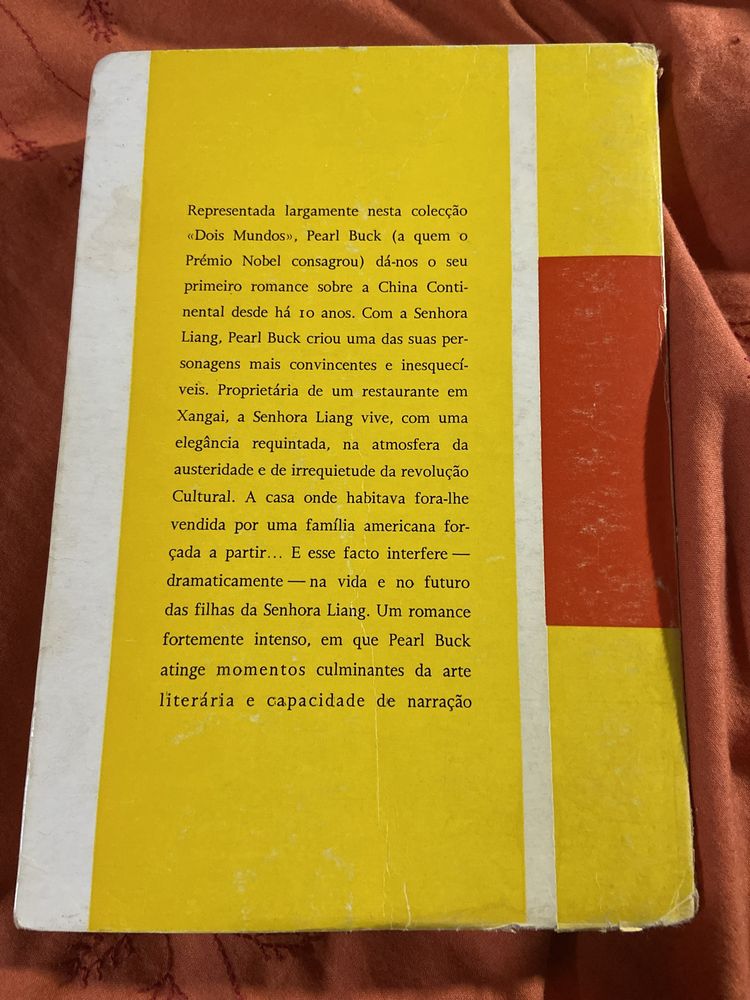 Representada largamente nesta colecção
«Dois Mundos», Pearl Buck (a quem o
Prémio Nobel consagrou) dá-nos o seu
primeiro romance sobre a China Conti-
nental desde há 10 anos. Com a Senhora
Liang, Pearl Buck criou uma das suas per-
sonagens mais convincentes e inesquecí-
veis. Proprietária de um restaurante em
Xangai, a Senhora Liang vive, com uma
elegância requintada, na atmosfera da
austeridade e de irrequietude da revolução
Cultural. A casa onde habitava fora-lhe
vendida por uma família americana for-
çada a partir... E esse facto interfere —
dramaticamente — na vida e no futuro
das filhas da Senhora Liang. Um romance
fortemente intenso, em que Pearl Buck
atinge momentos culminantes da arte
literária e capacidade de narração